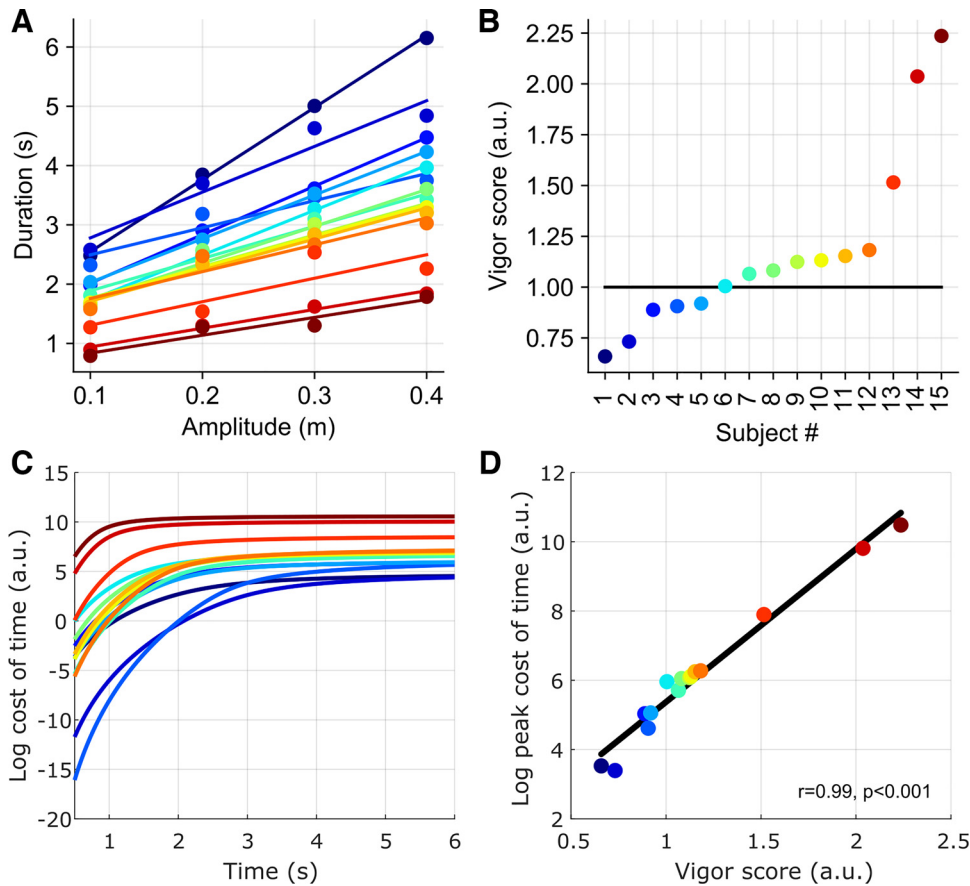 A
Duration (s)
6
5
4
3
2
1
0.1 0.2 0.3 0.4
Amplitude (m)
B
Vigor score (a.u.)
2.25
2.00
1.75
1.50
1.25
1.00
0.75
1 2 3 4 5 6 7 8 9 10 11 12 13 14 15
Subject #
C
Log cost of time (a.u.)
15
10
5
0
-5
-10
-15
-20
1 2 3 4 5 6
Time (s)
D
Log peak cost of time (a.u.)
12
10
8
6
4
2
r=0.99, p<0.001
0.5 1 1.5 2 2.5
Vigor score (a.u.)